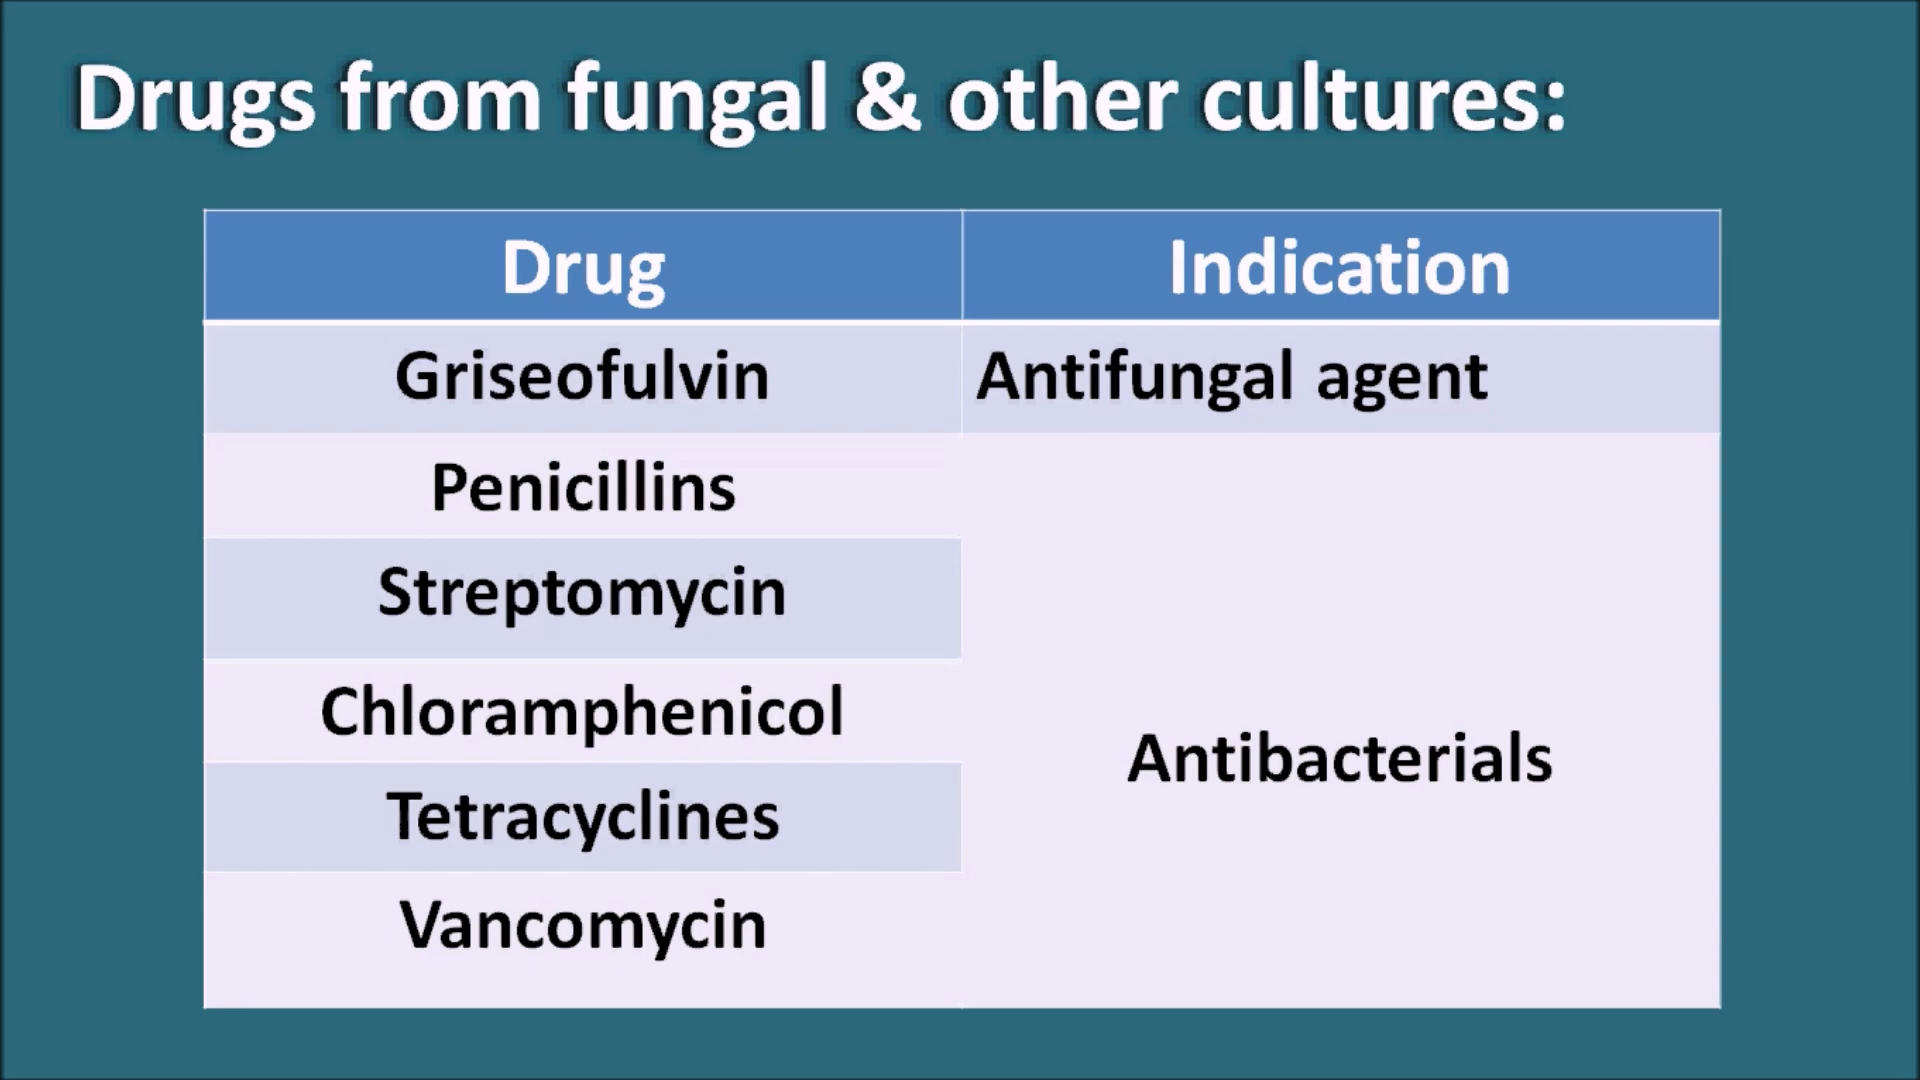 Drugs from fungal & other cultures:
Drug Indication
Griseofulvin Antifungal agent
Penicillins
Streptomycin
Chloramphenicol
Antibacterials
Tetracyclines
Vancomycin